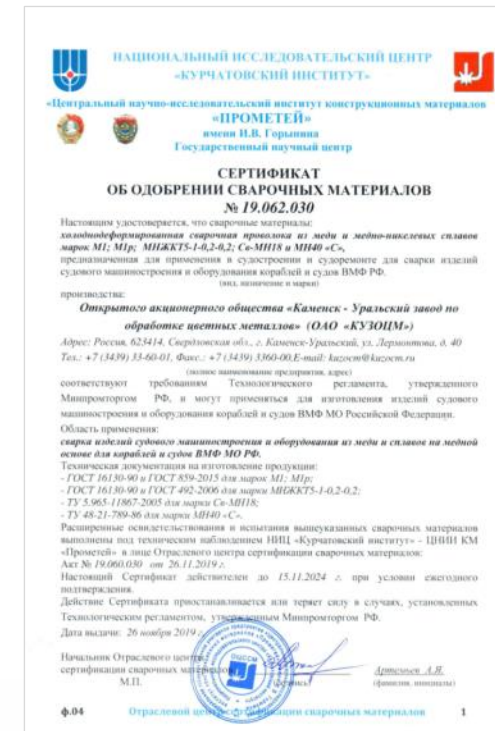 НАЦИОНАЛЬНЫЙ ИССЛЕДОВАТЕЛЬСКИЙ ЦЕНТР
«КУРЧАТОВСКИЙ ИНСТИТУТ»
«Центральный научно-исследовательский институт конструкционных материалов
«ПРОМЕТЕЙ»
имени И.В. Горынина
Государственный научный центр
СЕРТИФИКАТ
ОБ ОДОБРЕНИИ СВАРОЧНЫХ МАТЕРИАЛОВ
№ 19.062.030
Настоящим удостоверяется, что сварочные материалы:
холоднодеформированная сварочная проволока из меди и медно-никелевых сплавов
марок М1; М1р; МНЖКТ5-1-0,2-0,2; Св-МН18 и МН40 «С»,
предназначенная для применения в судостроении и судоремонте для сварки изделий
судового машиностроения и оборудования кораблей и судов ВМФ РФ.
(вид, назначение и марки)
производства:
Открытого акционерного общества «Каменск - Уральский завод по
обработке цветных металлов» (ОАО «КУЗОЦМ»)
Адрес: Россия, 623414, Свердловская обл., г. Каменск-Уральский, ул. Лермонтова, д. 40
Тел.: +7 (3439) 33-60-01, Факс.: +7 (3439) 3360-00,E-mail: kuzocm@kuzocm.ru
(полное наименование предприятия, адрес)
соответствуют требованиям Технологического регламента, утвержденного
Минпромторгом РФ, и могут применяться для изготовления изделий судового
машиностроения и оборудования кораблей и судов ВМФ МО Российской Федерации.
Область применения:
сварка изделий судового машиностроения и оборудования из меди и сплавов на медной
основе для кораблей и судов ВМФ МО РФ.
Техническая документация на изготовление продукции:
- ГОСТ 16130-90 и ГОСТ 859-2015 для марок М1; М1р;
- ГОСТ 16130-90 и ГОСТ 492-2006 для марки МНЖКТ5-1-0,2-0,2;
- ТУ 5.965-11867-2005 для марки Св-МН18;
- ТУ 48-21-789-86 для марки МН40 «С».
Расширенные освидетельствования и испытания вышеуказанных сварочных материалов
выполнены под техническим наблюдением НИЦ «Курчатовский институт» - ЦНИИ КМ
«Прометей» в лице Отраслевого центра сертификации сварочных материалов:
Акт № 19.060.030 от 26.11.2019 г.
Настоящий Сертификат действителен до 15.11.2024 г. при условии ежегодного
подтверждения.
Действие Сертификата приостанавливается или теряет силу в случаях, установленных
Технологическим регламентом, утвержденным Минпромторгом РФ.
Дата выдачи: 26 ноября 2019 г.
Начальник Отраслевого центра
сертификации сварочных материалов
Артемьев А.Я.
М.П.
(подпись)
(фамилия, инициалы)
ф.04 Отраслевой центр сертификации сварочных материалов 1